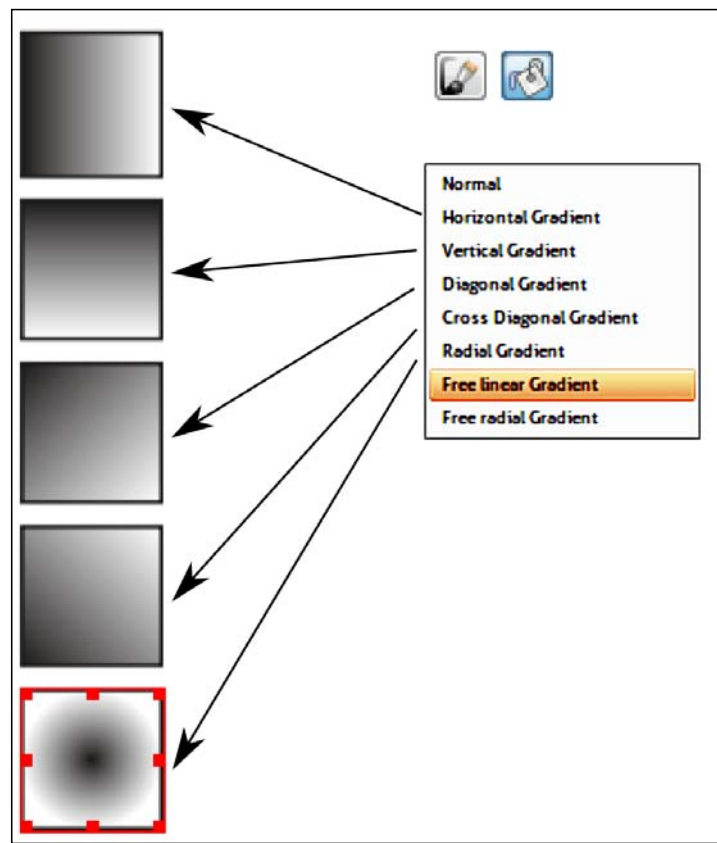 Normal
Horizontal Gradient
Vertical Gradient
Diagonal Gradient
Cross Diagonal Gradient
Radial Gradient
Free linear Gradient
Free radial Gradient